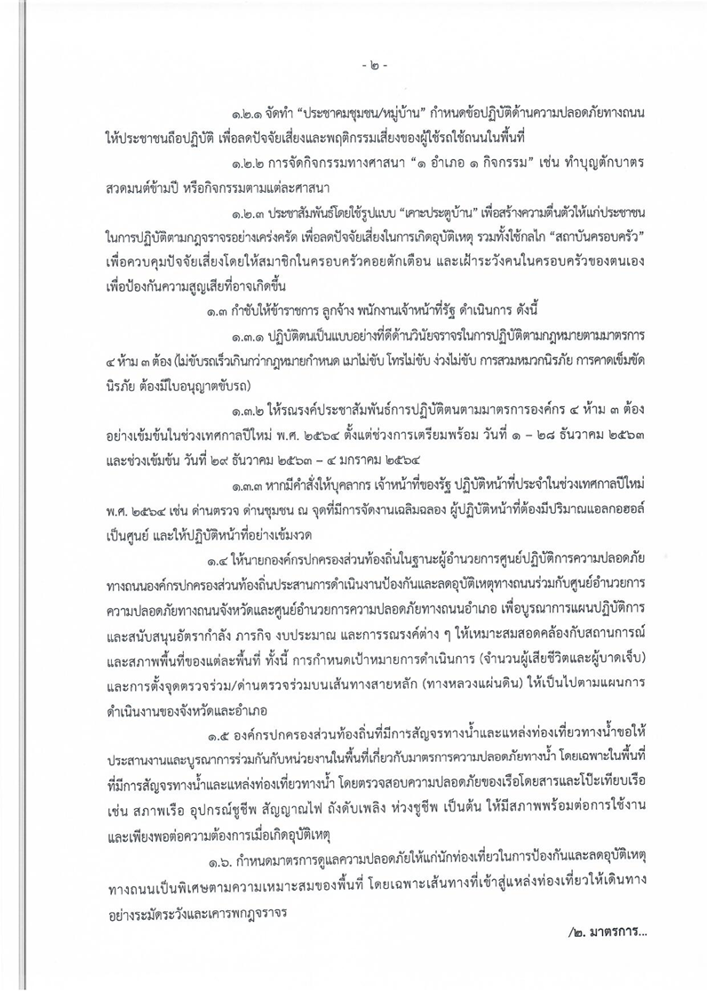 - ๒ -
๑.๒.๑ จัดทำ “ประชาคมชุมชน/หมู่บ้าน” กำหนดข้อปฏิบัติด้านความปลอดภัยทางถนน
ให้ประชาชนถือปฏิบัติ เพื่อลดปัจจัยเสี่ยงและพฤติกรรมเสี่ยงของผู้ใช้รถใช้ถนนในพื้นที่
๑.๒.๒ การจัดกิจกรรมทางศาสนา “๑ อำเภอ ๑ กิจกรรม” เช่น ทำบุญตักบาตร
สวดมนต์ข้ามปี หรือกิจกรรมตามแต่ละศาสนา
๑.๒.๓ ประชาสัมพันธ์โดยใช้รูปแบบ “เคาะประตูบ้าน” เพื่อสร้างความตื่นตัวให้แก่ประชาชน
ในการปฏิบัติตามกฎจราจรอย่างเคร่งครัด เพื่อลดปัจจัยเสี่ยงในการเกิดอุบัติเหตุ รวมทั้งใช้กลไก “สถาบันครอบครัว”
เพื่อควบคุมปัจจัยเสี่ยงโดยให้สมาชิกในครอบครัวคอยตักเตือน และเฝ้าระวังคนในครอบครัวของตนเอง
เพื่อป้องกันความสูญเสียที่อาจเกิดขึ้น
๑.๓ กำชับให้ข้าราชการ ลูกจ้าง พนักงานเจ้าหน้าที่รัฐ ดำเนินการ ดังนี้
๑.๓.๑ ปฏิบัติตนเป็นแบบอย่างที่ดีด้านวินัยจราจรในการปฏิบัติตามกฎหมายตามมาตรการ
๔ ห้าม ๓ ต้อง (ไม่ขับรถเร็วเกินกว่ากฎหมายกำหนด เมาไม่ขับ โทรไม่ขับ ง่วงไม่ขับ การสวมหมวกนิรภัย การคาดเข็มขัด
นิรภัย ต้องมีใบอนุญาตขับรถ)
๑.๓.๒ ให้รณรงค์ประชาสัมพันธ์การปฏิบัติตนตามมาตรการองค์กร ๔ ห้าม ๓ ต้อง
อย่างเข้มข้นในช่วงเทศกาลปีใหม่ พ.ศ. ๒๕๖๔ ตั้งแต่ช่วงการเตรียมพร้อม วันที่ ๑ – ๒๘ ธันวาคม ๒๕๖๓
และช่วงเข้มข้น วันที่ ๒๙ ธันวาคม ๒๕๖๓ – ๔ มกราคม ๒๕๖๔
๑.๓.๓ หากมีคำสั่งให้บุคลากร เจ้าหน้าที่ของรัฐ ปฏิบัติหน้าที่ประจำในช่วงเทศกาลปีใหม่
พ.ศ. ๒๕๖๔ เช่น ด่านตรวจ ด่านชุมชน ณ จุดที่มีการจัดงานเฉลิมฉลอง ผู้ปฏิบัติหน้าที่ต้องมีปริมาณแอลกอฮอล์
เป็นศูนย์ และให้ปฏิบัติหน้าที่อย่างเข้มงวด
๑.๔ ให้นายกองค์กรปกครองส่วนท้องถิ่นในฐานะผู้อำนวยการศูนย์ปฏิบัติการความปลอดภัย
ทางถนนองค์กรปกครองส่วนท้องถิ่นประสานการดำเนินงานป้องกันและลดอุบัติเหตุทางถนนร่วมกับศูนย์อำนวยการ
ความปลอดภัยทางถนนจังหวัดและศูนย์อำนวยการความปลอดภัยทางถนนอำเภอ เพื่อบูรณาการแผนปฏิบัติการ
และสนับสนุนอัตรากำลัง ภารกิจ งบประมาณ และการรณรงค์ต่าง ๆ ให้เหมาะสมสอดคล้องกับสถานการณ์
และสภาพพื้นที่ของแต่ละพื้นที่ ทั้งนี้ การกำหนดเป้าหมายการดำเนินการ (จำนวนผู้เสียชีวิตและผู้บาดเจ็บ)
และการตั้งจุดตรวจร่วม/ด่านตรวจร่วมบนเส้นทางสายหลัก (ทางหลวงแผ่นดิน) ให้เป็นไปตามแผนการ
ดำเนินงานของจังหวัดและอำเภอ
๑.๕ องค์กรปกครองส่วนท้องถิ่นที่มีการสัญจรทางน้ำและแหล่งท่องเที่ยวทางน้ำขอให้
ประสานงานและบูรณาการร่วมกันกับหน่วยงานในพื้นที่เกี่ยวกับมาตรการความปลอดภัยทางน้ำ โดยเฉพาะในพื้นที่
ที่มีการสัญจรทางน้ำและแหล่งท่องเที่ยวทางน้ำ โดยตรวจสอบความปลอดภัยของเรือโดยสารและโป๊ะเทียบเรือ
เช่น สภาพเรือ อุปกรณ์ชูชีพ สัญญาณไฟ ถังดับเพลิง ห่วงชูชีพ เป็นต้น ให้มีสภาพพร้อมต่อการใช้งาน
และเพียงพอต่อความต้องการเมื่อเกิดอุบัติเหตุ
๑.๖. กำหนดมาตรการดูแลความปลอดภัยให้แก่นักท่องเที่ยวในการป้องกันและลดอุบัติเหตุ
ทางถนนเป็นพิเศษตามความเหมาะสมของพื้นที่ โดยเฉพาะเส้นทางที่เข้าสู่แหล่งท่องเที่ยวให้เดินทาง
อย่างระมัดระวังและเคารพกฎจราจร
/๒. มาตรการ...